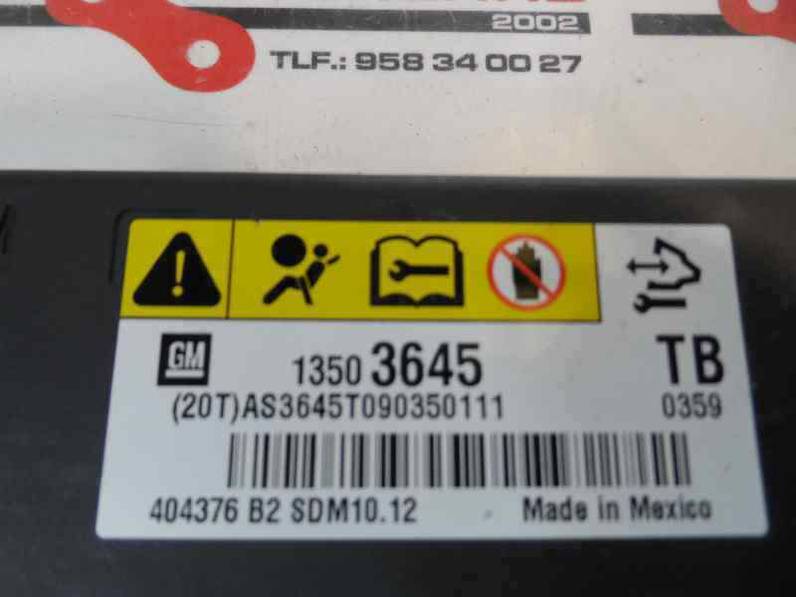 2002
TLF.: 958 34 00 27
GM
1350 3645
TB
(20T)AS3645T090350111
0359
404376 B2 SDM10.12
Made in Mexico